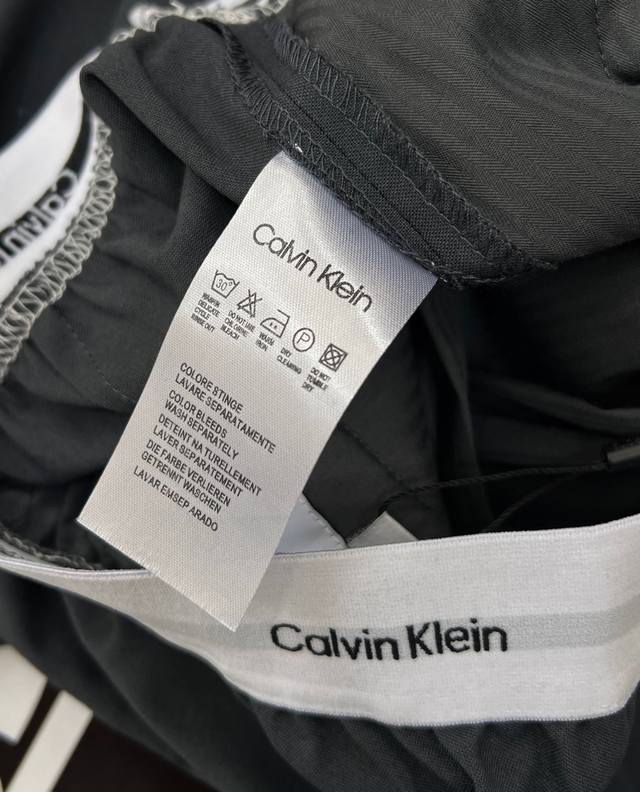 Calvin Klein
30°
WARM IN
DELICATE
CYCLE
RINSE OUT
DO NOT USE
CHLORINE
BLEACH
WARM
IRON
P
DRY
CLEANING
DO NOT
TUMBLE
DRY
COLORE STINGE
LAVARE SEPARATAMENTE
COLOR BLEEDS
WASH SEPARATELY
DETEINT NATURELLEMENT
LAVER SEPAREMENT
DIE FARBE VERLIEREN
GETRENNT WASCHEN
LAVAR EMSEP ARADO
Calvin Klein